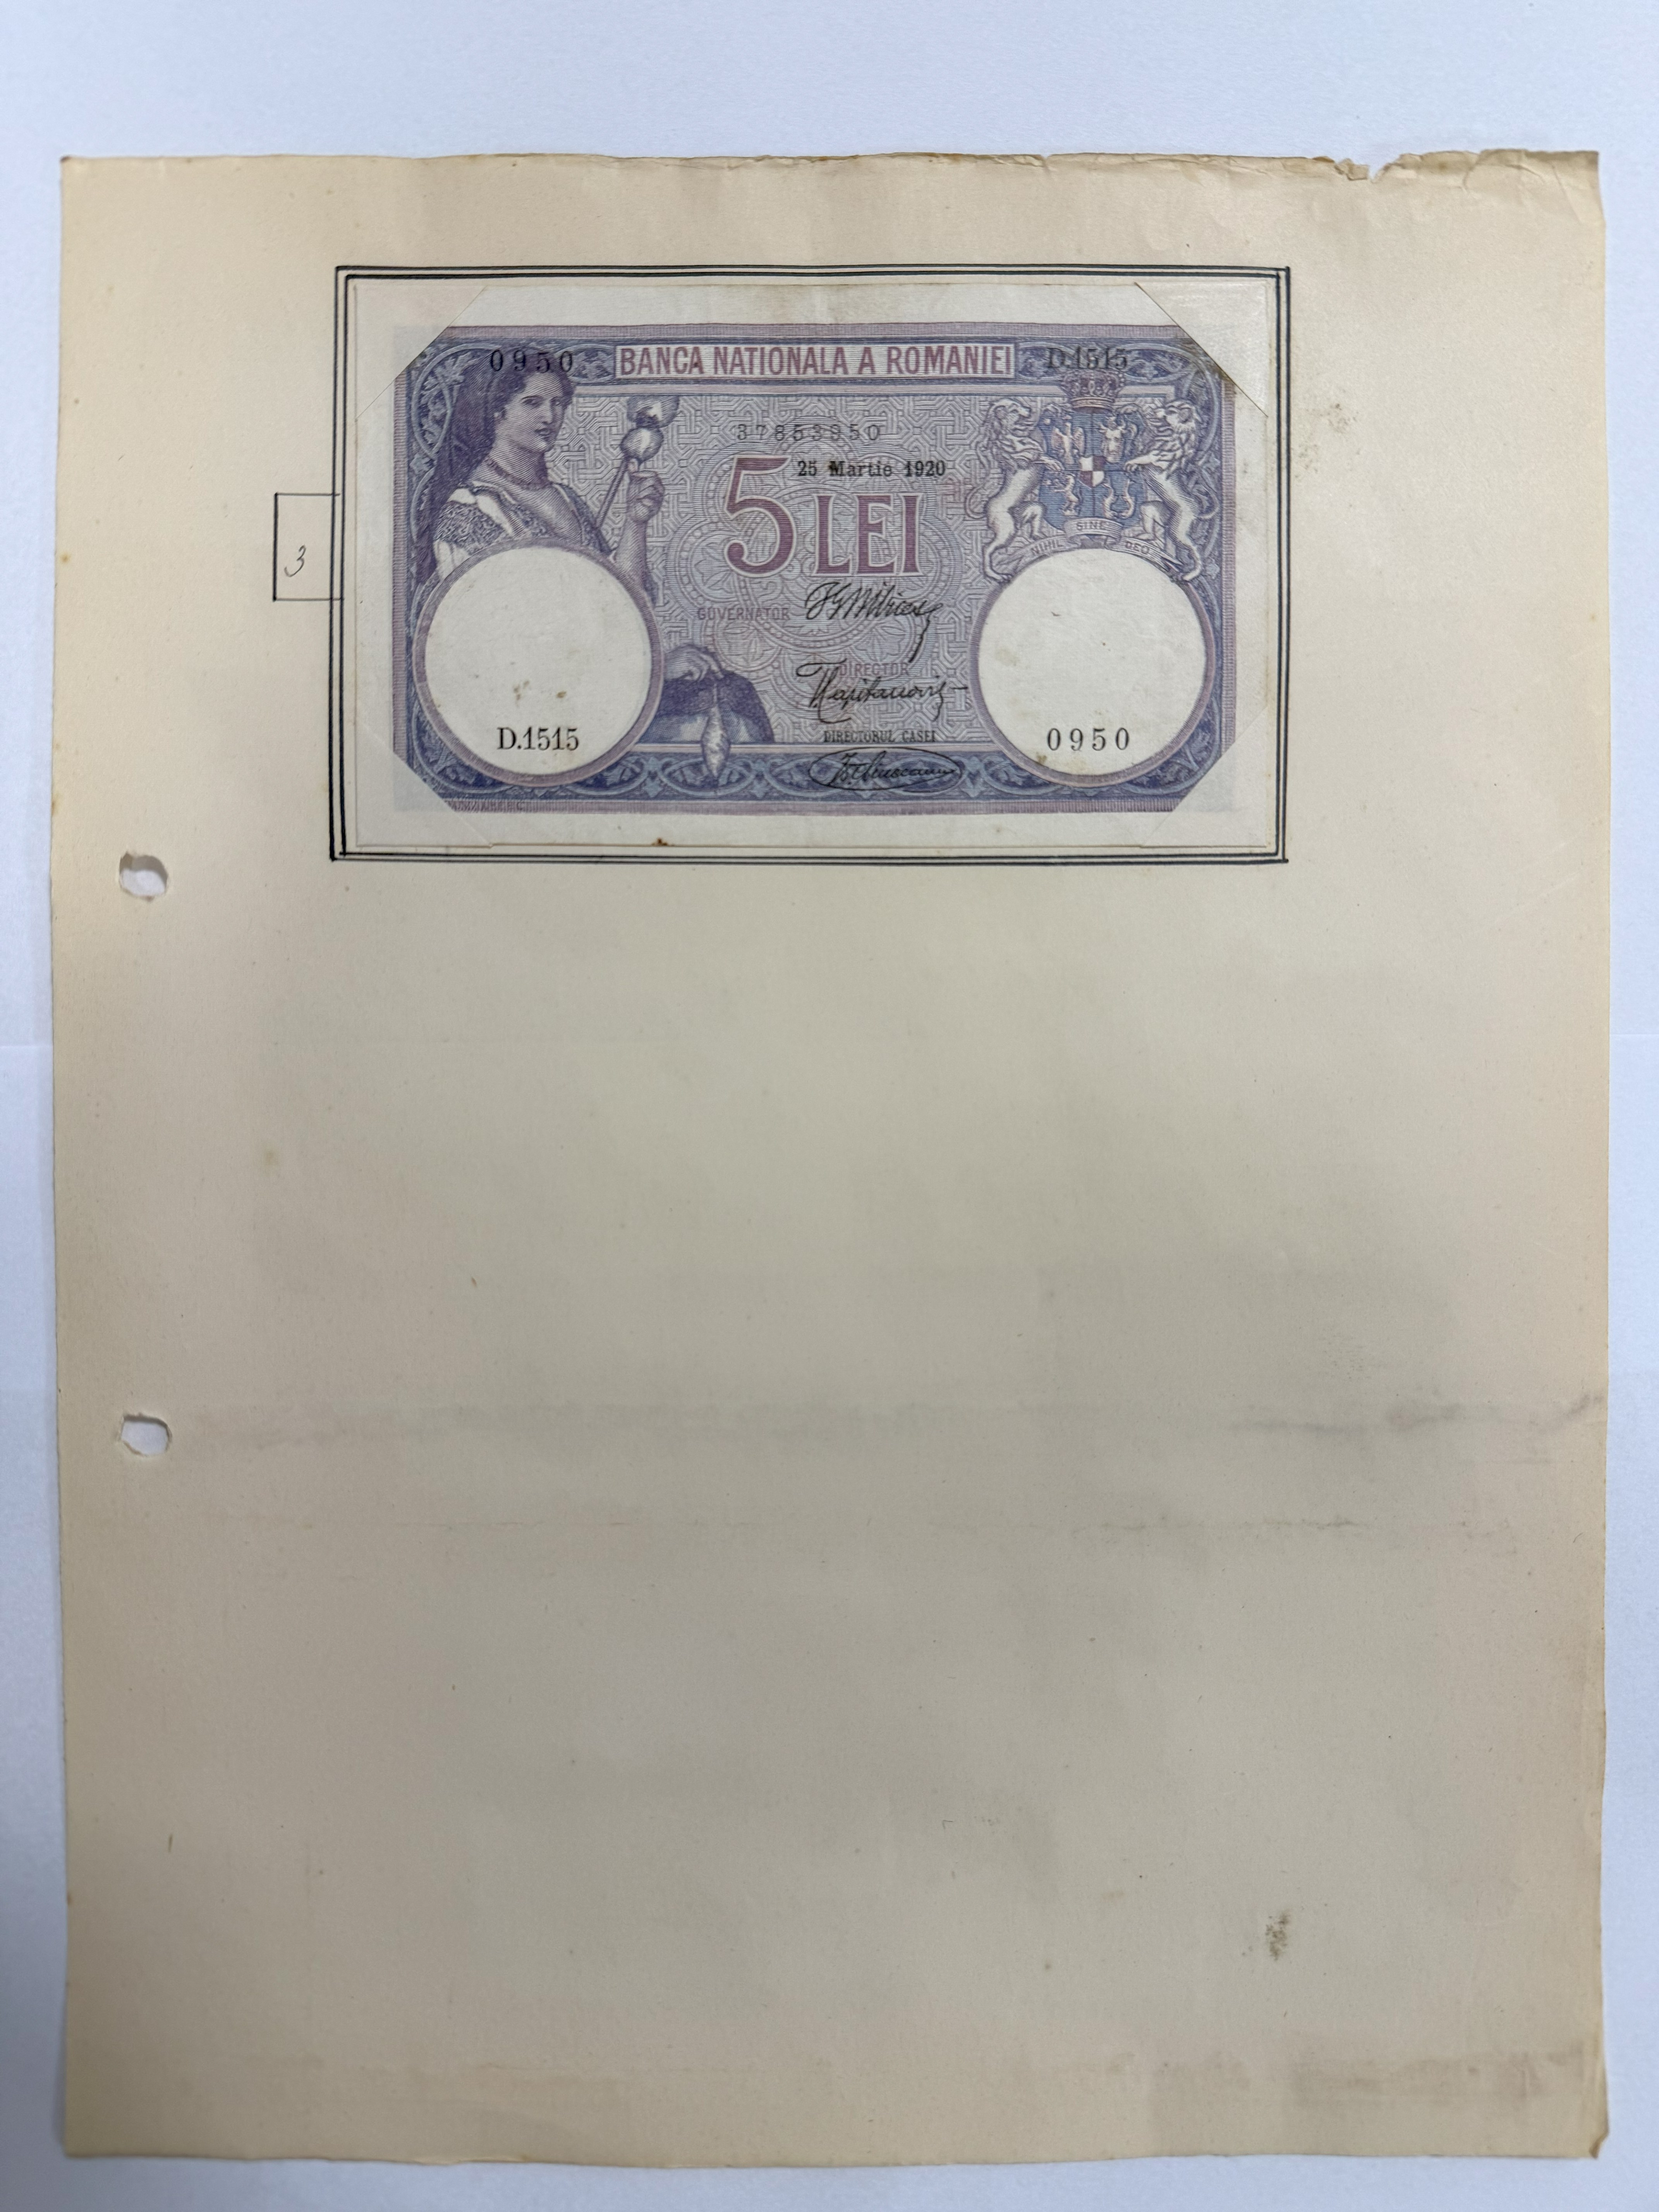 0950 BANCA NATIONALA A ROMANIEI D.1515
37853950
25 Martie 1920
5 LEI
SINE
NIHIL DEO
3
GOVERNATOR
DIRECTOR
D.1515
DIRECTORUL CASEI
0950